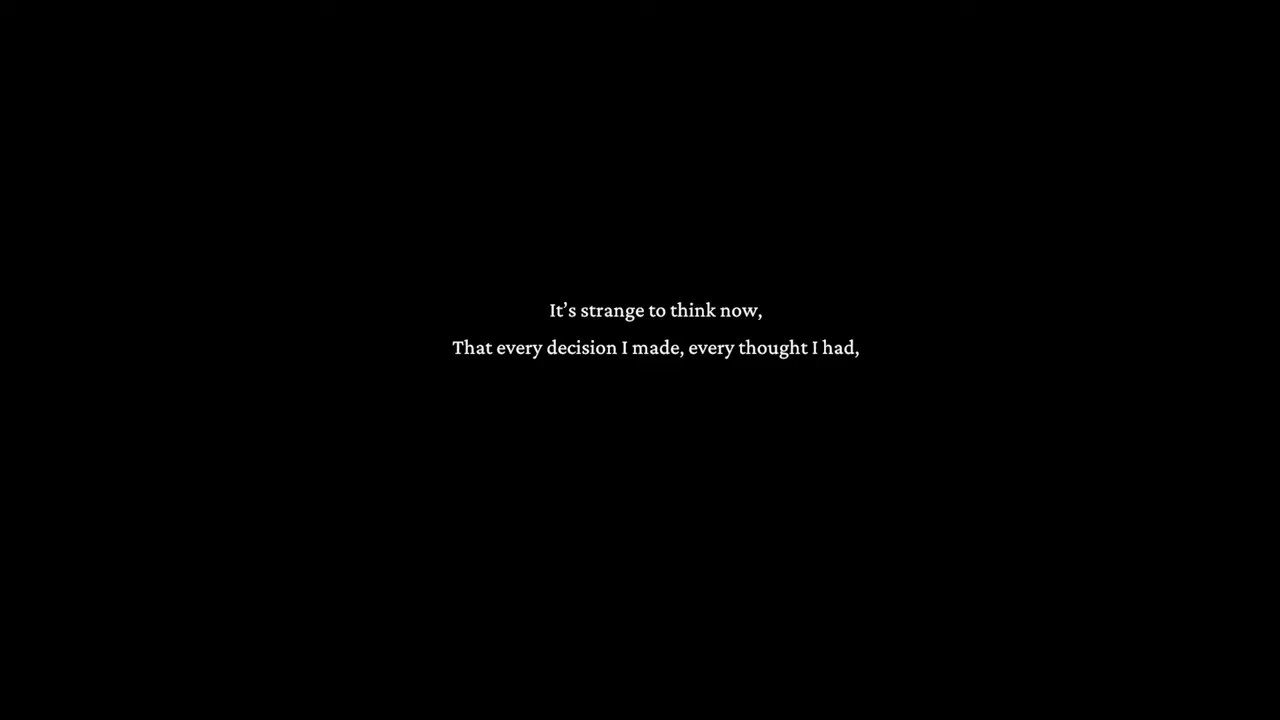 It’s strange to think now,
That every decision I made, every thought I had,